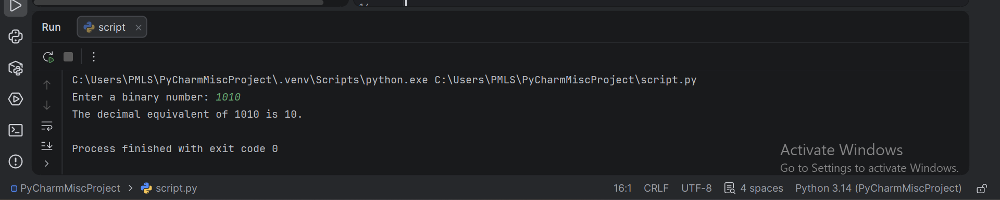 Run script
C:\Users\PMLS\PyCharmMiscProject\.venv\Scripts\python.exe C:\Users\PMLS\PyCharmMiscProject\script.py
Enter a binary number: 1010
The decimal equivalent of 1010 is 10.
Process finished with exit code 0
Activate Windows
Go to Settings to activate Windows.
PyCharmMiscProject > script.py 16:1 CRLF UTF-8 4 spaces Python 3.14 (PyCharmMiscProject)